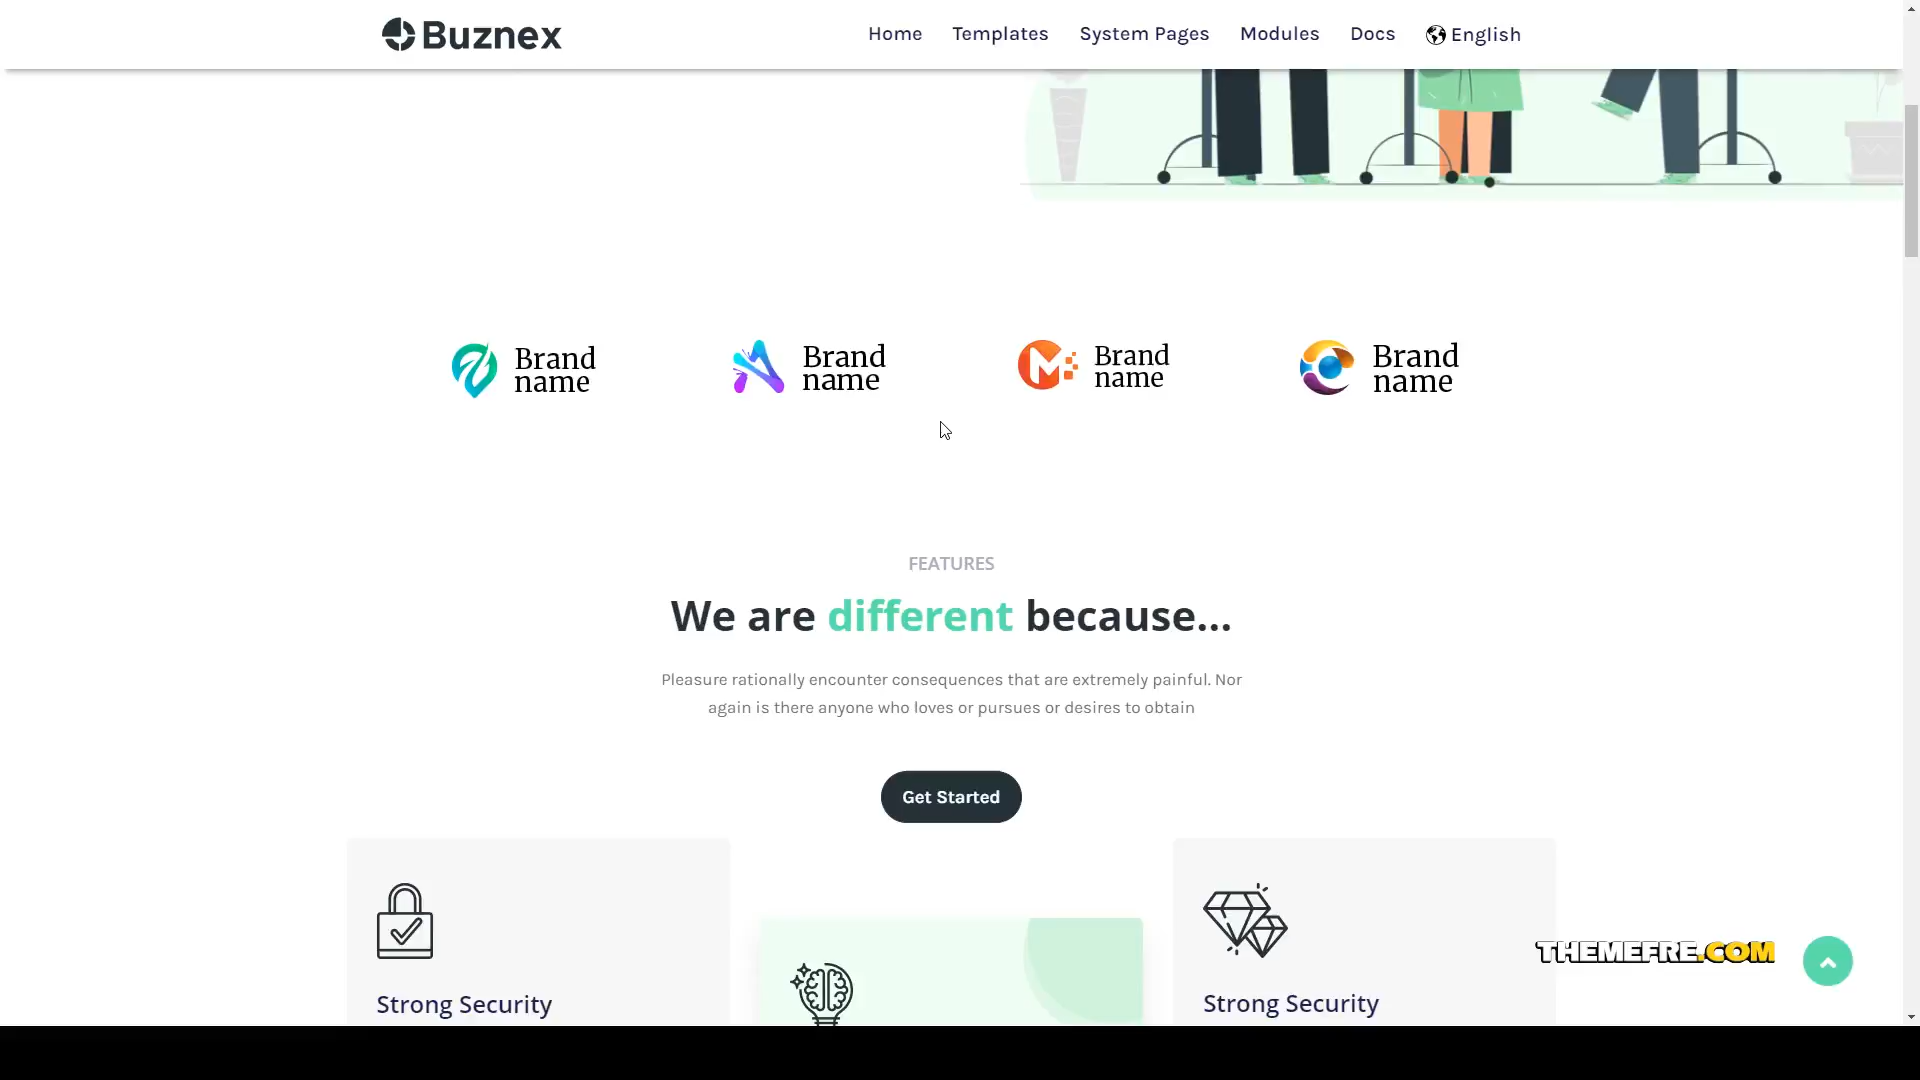 Buznex
Home Templates System Pages Modules Docs English
Brand
name
Brand
name
Brand
name
Brand
name
FEATURES
We are different because...
Pleasure rationally encounter consequences that are extremely painful. Nor
again is there anyone who loves or pursues or desires to obtain
Get Started
Strong Security
Strong Security
THEMEFRE.COM